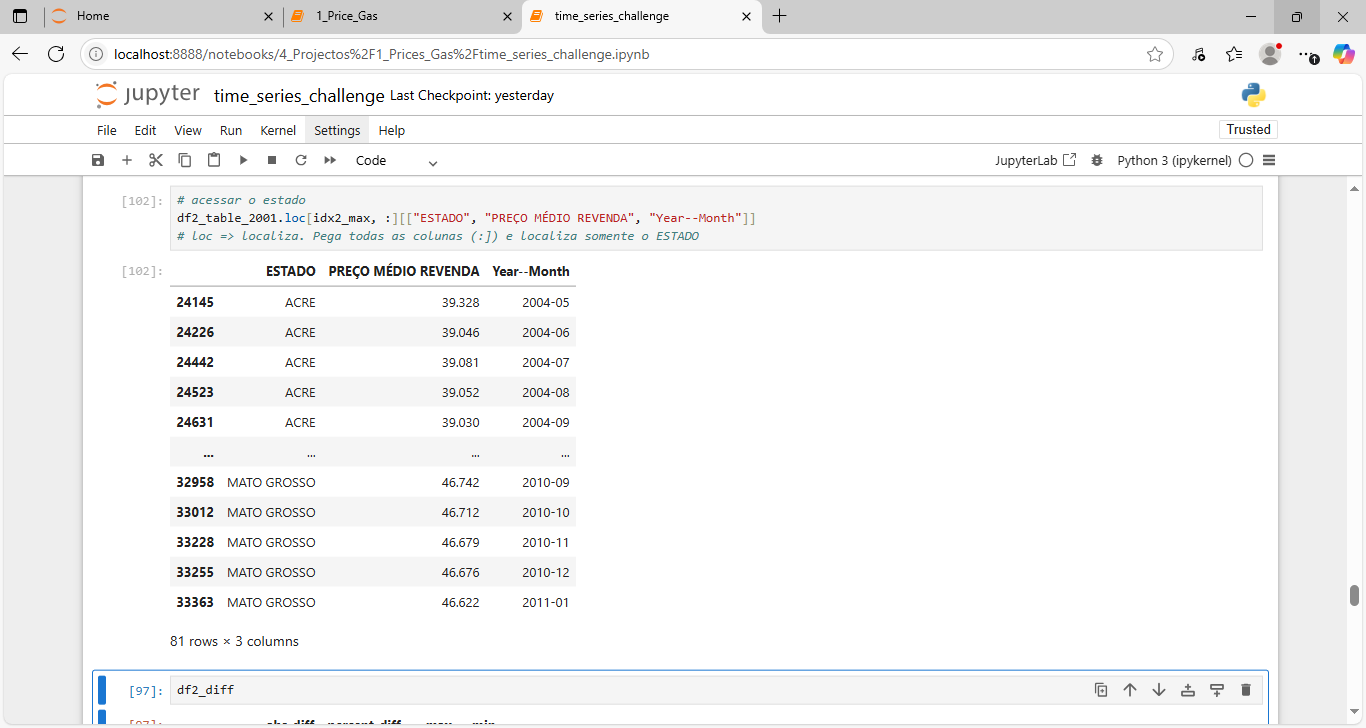 Home
1_Price_Gas
time_series_challenge
localhost:8888/notebooks/4_Projectos%2F1_Prices_Gas%2Ftime_series_challenge.ipynb
jupyter time_series_challenge Last Checkpoint: yesterday
File Edit View Run Kernel Settings Help
Trusted
Code
JupyterLab
Python 3 (ipykernel)
[102]:
# acessar o estado
df2_table_2001.loc[idx2_max, :][["ESTADO", "PREÇO MÉDIO REVENDA", "Year--Month"]]
# loc => localiza. Pega todas as colunas (:]) e localiza somente o ESTADO
[102]:
ESTADO PREÇO MÉDIO REVENDA Year--Month
24145 ACRE 39.328 2004-05
24226 ACRE 39.046 2004-06
24442 ACRE 39.081 2004-07
24523 ACRE 39.052 2004-08
24631 ACRE 39.030 2004-09
... ... ... ...
32958 MATO GROSSO 46.742 2010-09
33012 MATO GROSSO 46.712 2010-10
33228 MATO GROSSO 46.679 2010-11
33255 MATO GROSSO 46.676 2010-12
33363 MATO GROSSO 46.622 2011-01
81 rows × 3 columns
[97]: df2_diff
[97]: abs_diff percent_diff max min